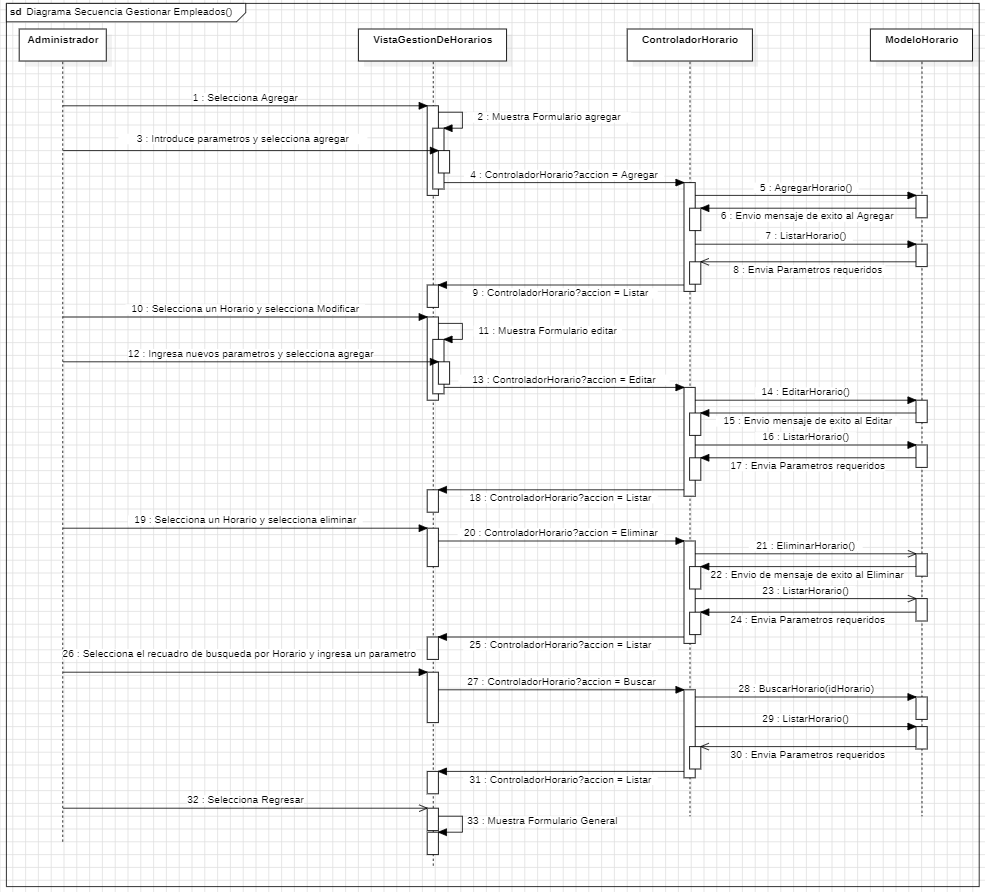 sd Diagrama Secuencia Gestionar Empleados()
Administrador
VistaGestionDeHorarios
ControladorHorario
ModeloHorario
1 : Selecciona Agregar
2 : Muestra Formulario agregar
3 : Introduce parametros y selecciona agregar
4 : ControladorHorario?accion = Agregar
5 : AgregarHorario()
6 : Envio mensaje de exito al Agregar
7 : ListarHorario()
8 : Envia Parametros requeridos
9 : ControladorHorario?accion = Listar
10 : Selecciona un Horario y selecciona Modificar
11 : Muestra Formulario editar
12 : Ingresa nuevos parametros y selecciona agregar
13 : ControladorHorario?accion = Editar
14 : EditarHorario()
15 : Envio mensaje de exito al Editar
16 : ListarHorario()
17 : Envia Parametros requeridos
18 : ControladorHorario?accion = Listar
19 : Selecciona un Horario y selecciona eliminar
20 : ControladorHorario?accion = Eliminar
21 : EliminarHorario()
22 : Envio de mensaje de exito al Eliminar
23 : ListarHorario()
24 : Envia Parametros requeridos
25 : ControladorHorario?accion = Listar
26 : Selecciona el recuadro de busqueda por Horario y ingresa un parametro
27 : ControladorHorario?accion = Buscar
28 : BuscarHorario(idHorario)
29 : ListarHorario()
30 : Envia Parametros requeridos
31 : ControladorHorario?accion = Listar
32 : Selecciona Regresar
33 : Muestra Formulario General